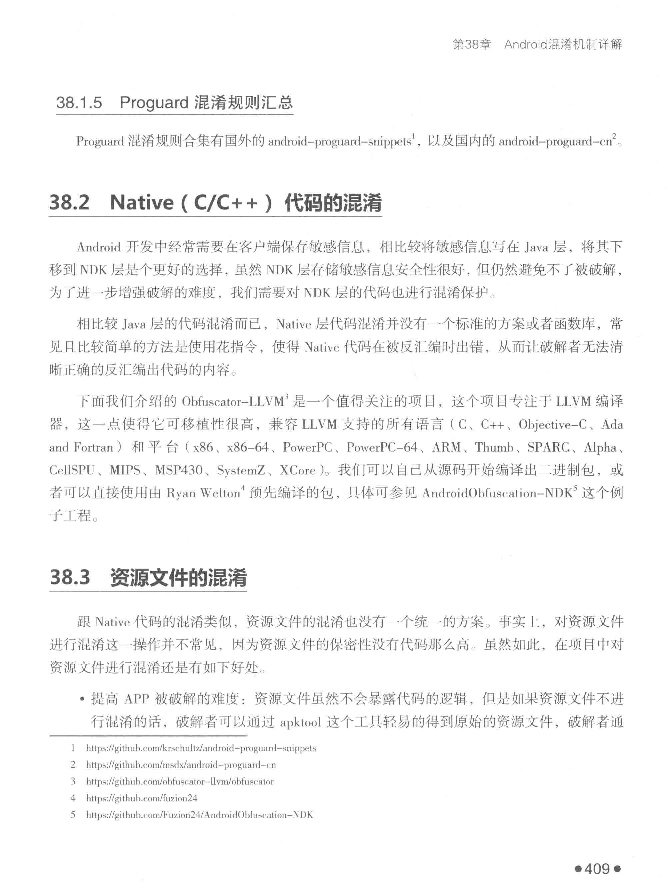 第38章 Android混淆机制详解
38.1.5 Proguard 混淆规则汇总
Proguard 混淆规则合集有国外的 android-proguard-snippets1，以及国内的 android-proguard-cn2。
38.2 Native（C/C++）代码的混淆
Android 开发中经常需要在客户端保存敏感信息，相比较将敏感信息写在 Java 层，将其下
移到 NDK 层是个更好的选择，虽然 NDK 层存储敏感信息安全性很好，但仍然避免不了被破解，
为了进一步增强破解的难度，我们需要对 NDK 层的代码也进行混淆保护。
相比较 Java 层的代码混淆而已，Native 层代码混淆并没有一个标准的方案或者函数库，常
见且比较简单的方法是使用花指令，使得 Native 代码在被反汇编时出错，从而让破解者无法清
晰正确的反汇编出代码的内容。
下面我们介绍的 Obfuscator-LLVM3 是一个值得关注的项目，这个项目专注于 LLVM 编译
器，这一点使得它可移植性很高，兼容 LLVM 支持的所有语言（C、C++、Objective-C、Ada
and Fortran）和平台（x86、x86-64、PowerPC、PowerPC-64、ARM、Thumb、SPARC、Alpha、
CellSPU、MIPS、MSP430、SystemZ、XCore）。我们可以自己从源码开始编译出二进制包，或
者可以直接使用由 Ryan Welton4 预先编译的包，具体可参见 AndroidObfuscation-NDK5 这个例
子工程。
38.3 资源文件的混淆
跟 Native 代码的混淆类似，资源文件的混淆也没有一个统一的方案。事实上，对资源文件
进行混淆这一操作并不常见，因为资源文件的保密性没有代码那么高。虽然如此，在项目中对
资源文件进行混淆还是有如下好处。
• 提高 APP 被破解的难度：资源文件虽然不会暴露代码的逻辑，但是如果资源文件不进
行混淆的话，破解者可以通过 apktool 这个工具轻易的得到原始的资源文件，破解者通
1 https://github.com/krschultz/android-proguard-snippets
2 https://github.com/msdx/android-proguard-cn
3 https://github.com/obfuscator-llvm/obfuscator
4 https://github.com/fuzion24
5 https://github.com/Fuzion24/AndroidObfuscation-NDK
●409●